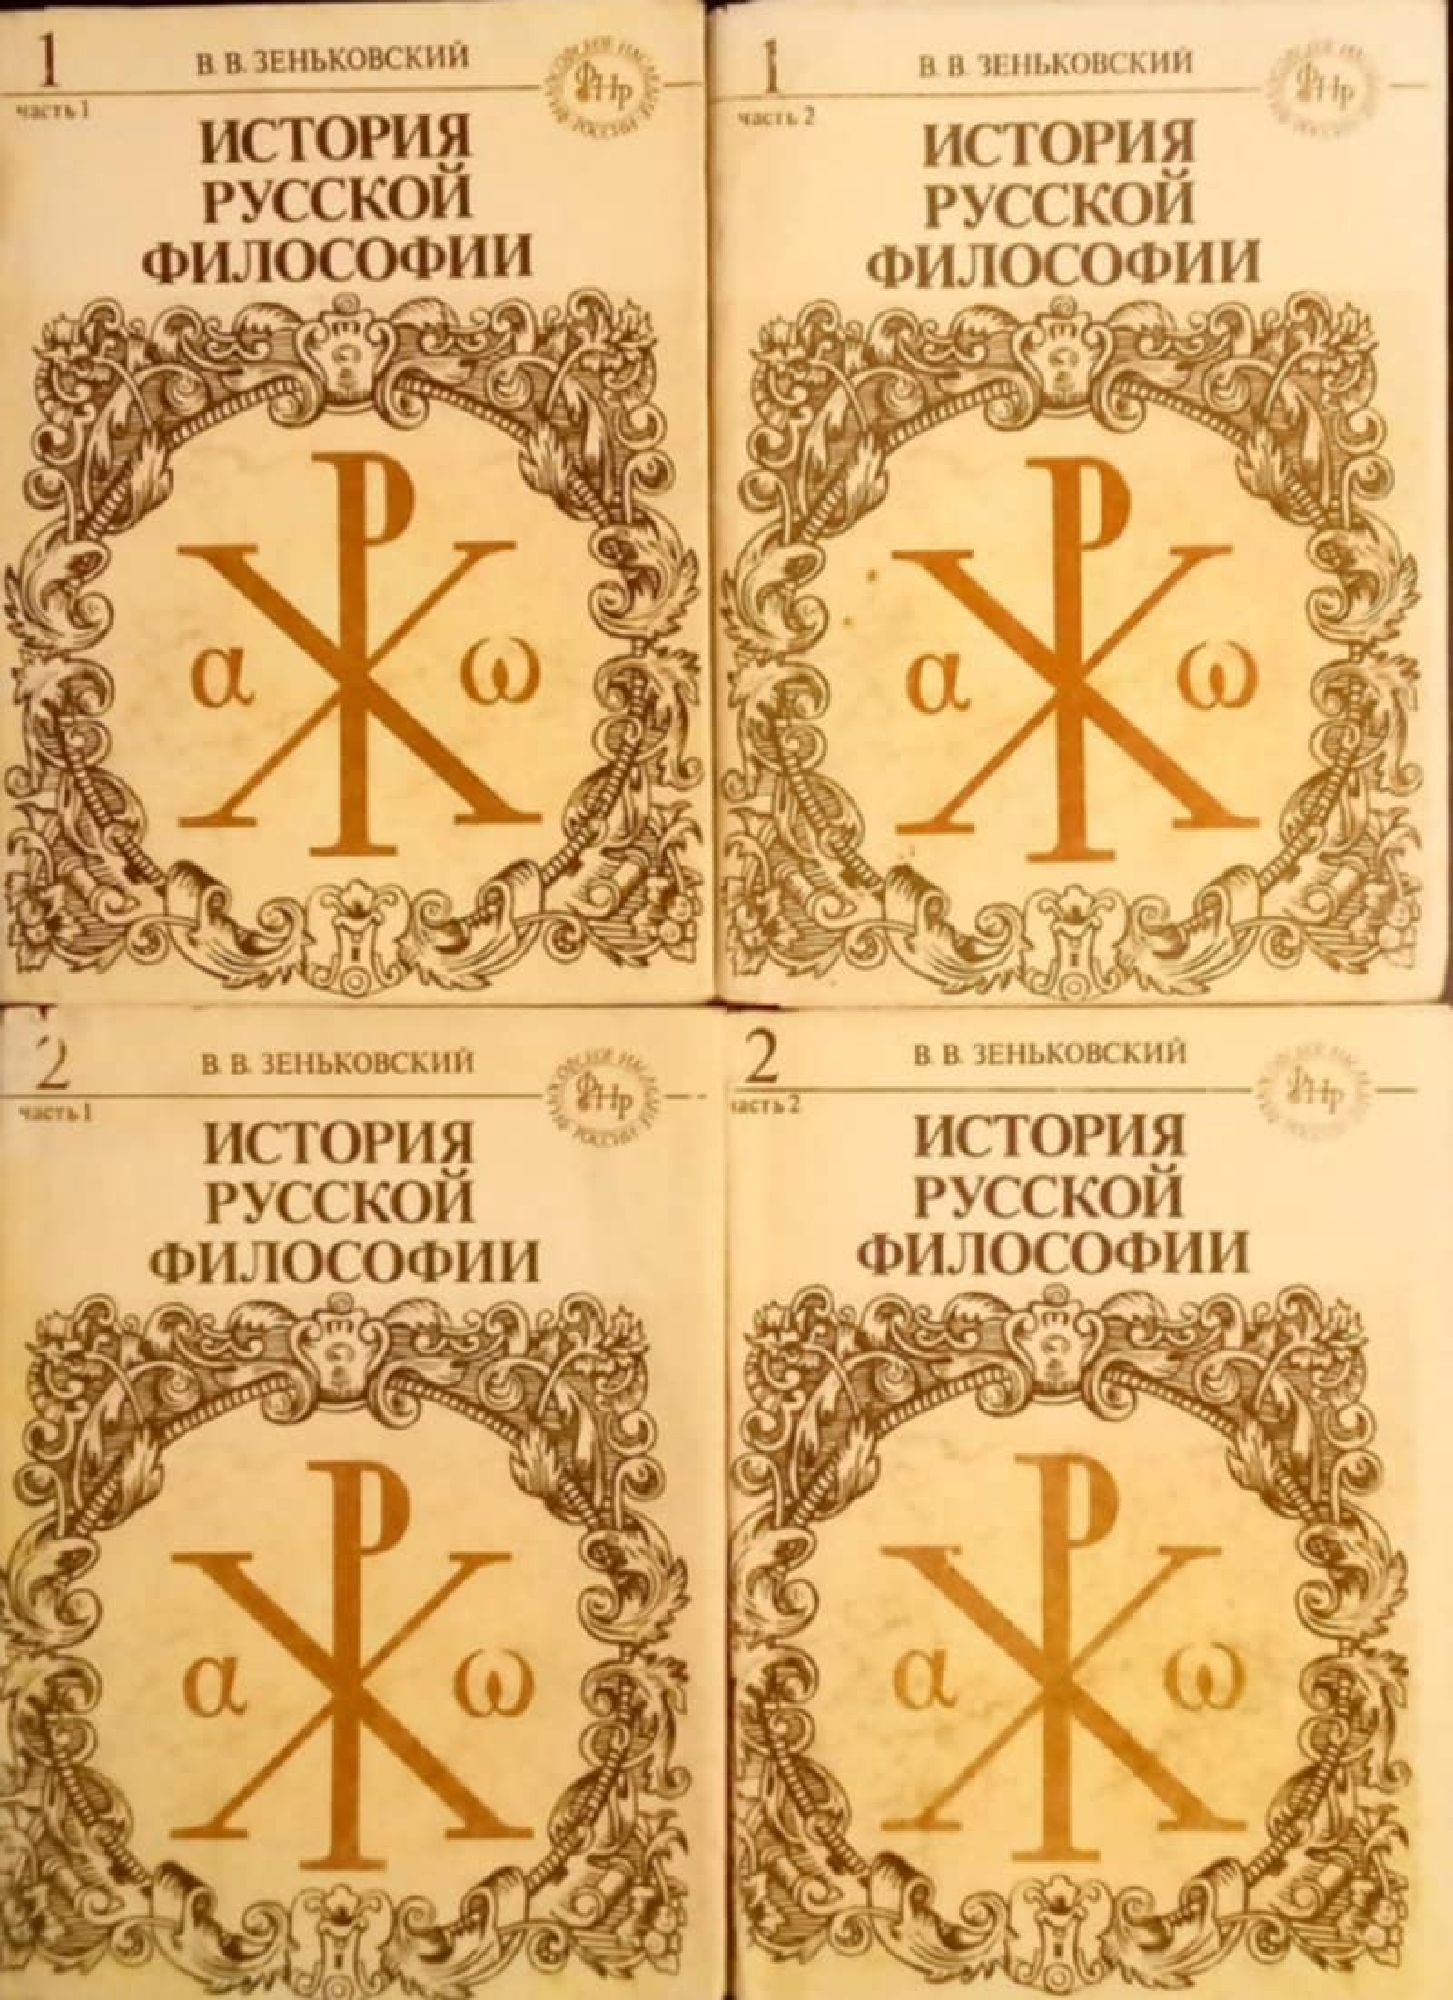 1
В. В. ЗЕНЬКОВСКИЙ
часть 1
ИСТОРИЯ
РУССКОЙ
ФИЛОСОФИИ
Ρ
α ω
1
В. В. ЗЕНЬКОВСКИЙ
часть 2
ИСТОРИЯ
РУССКОЙ
ФИЛОСОФИИ
α ω
2
В. В. ЗЕНЬКОВСКИЙ
часть 1
ИСТОРИЯ
РУССКОЙ
ФИЛОСОФИИ
α ω
2
В. В. ЗЕНЬКОВСКИЙ
часть 2
ИСТОРИЯ
РУССКОЙ
ФИЛОСОФИИ
α ω